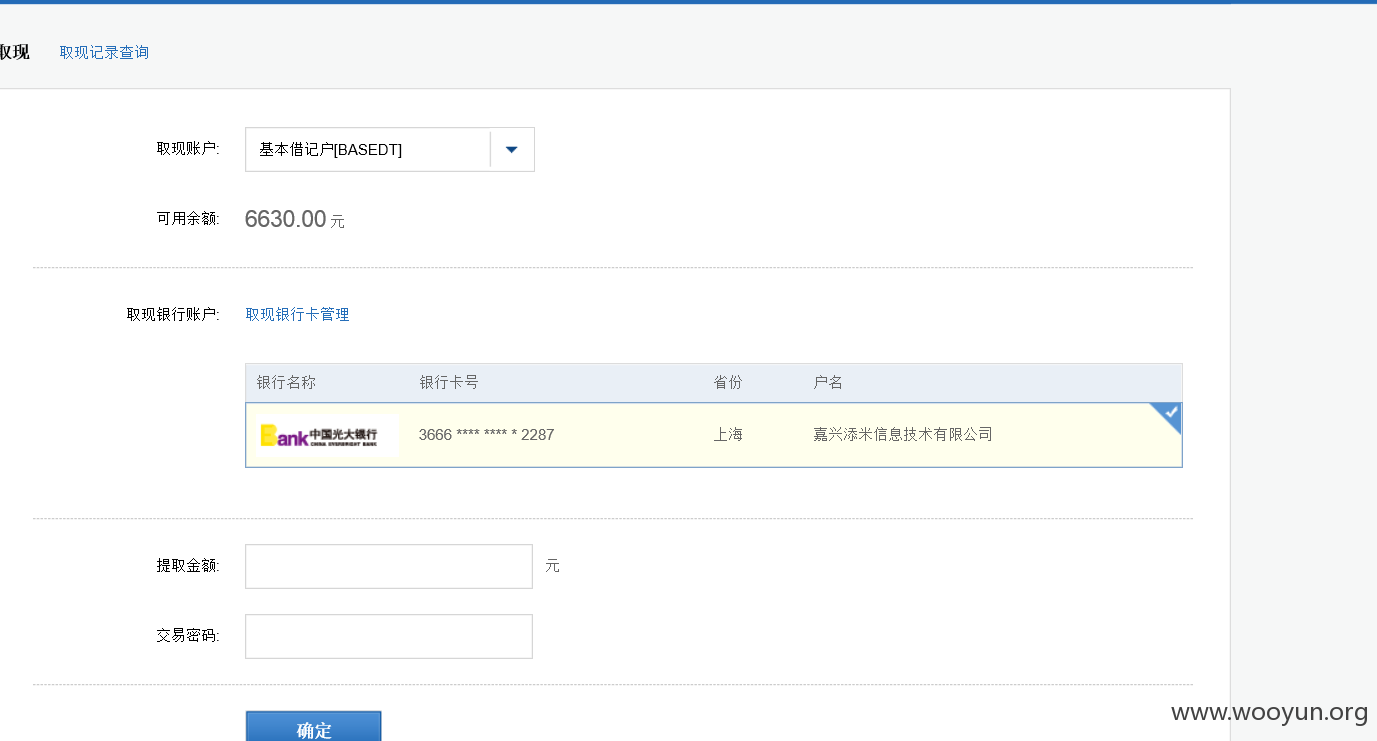 取现 取现记录查询
取现账户: 基本借记户[BASEDT]
可用余额: 6630.00 元
取现银行账户: 取现银行卡管理
银行名称 银行卡号 省份 户名
Bank 中国光大银行 CHINA EVERBRIGHT BANK 3666 **** **** * 2287 上海 嘉兴添米信息技术有限公司
提取金额: 元
交易密码:
确定
www.wooyun.org